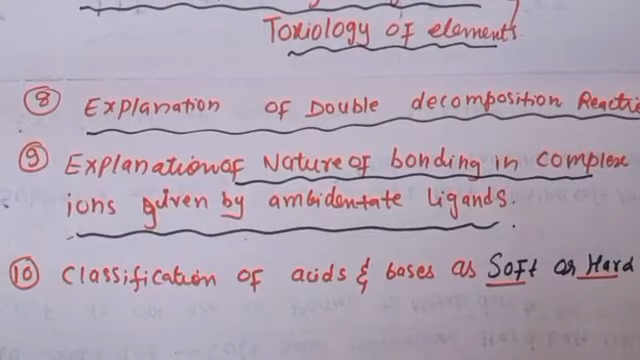 Toxiology of elements.
⑧ Explanation of Double decomposition Reactio
⑨ Explanation of Nature of bonding in complex
ions given by ambidentate ligands.
⑩ Classification of acids & bases as Soft or Hard